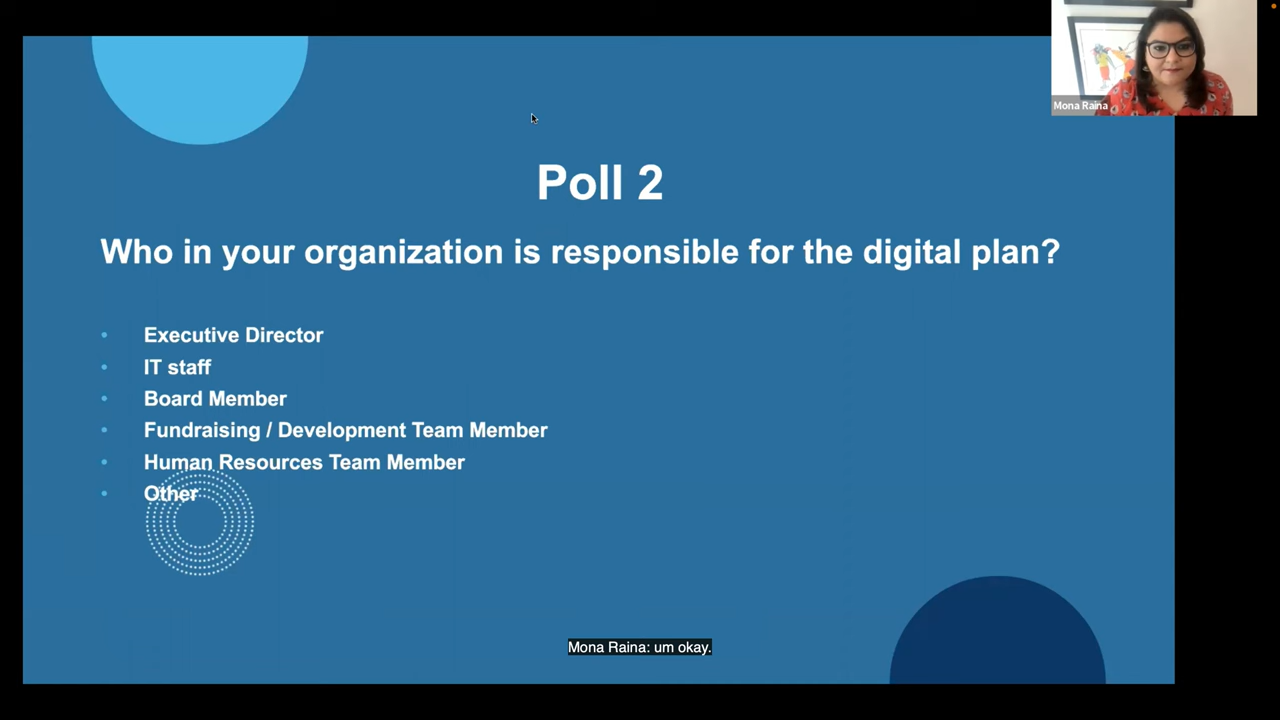 Mona Raina
Poll 2
Who in your organization is responsible for the digital plan?
• Executive Director
• IT staff
• Board Member
• Fundraising / Development Team Member
• Human Resources Team Member
• Other
Mona Raina: um okay.